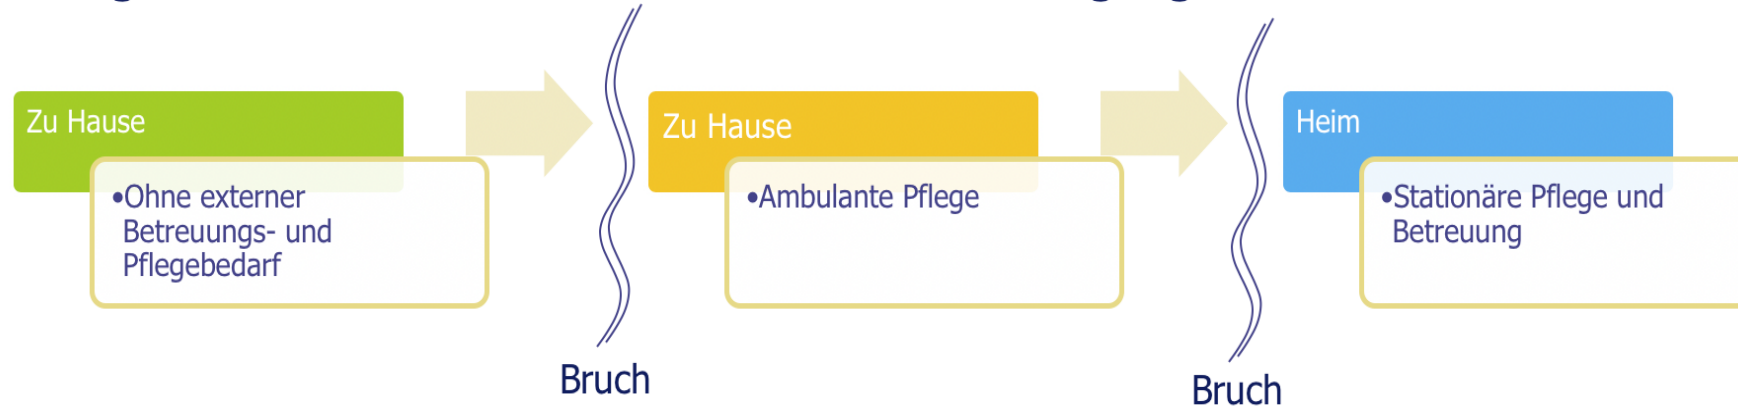 Zu Hause
•Ohne externer
Betreuungs- und
Pflegebedarf
Bruch
Zu Hause
•Ambulante Pflege
Bruch
Heim
•Stationäre Pflege und
Betreuung